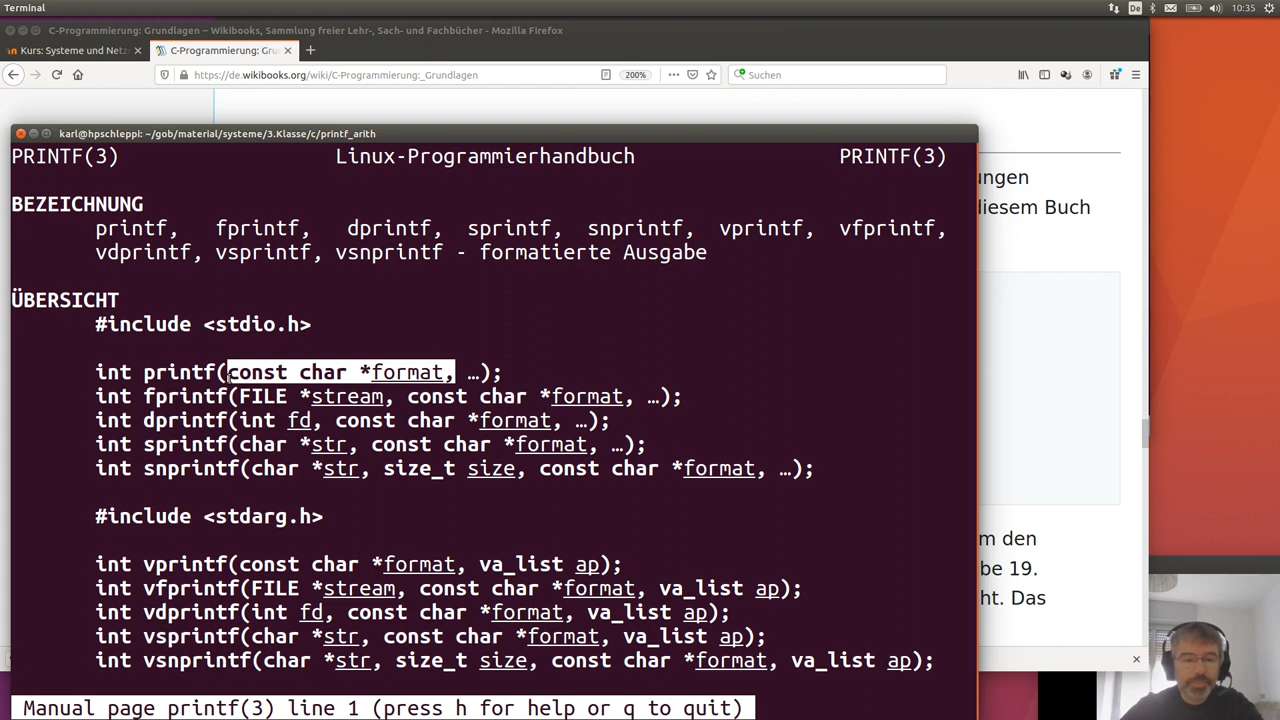 Terminal
De
10:35
C-Programmierung: Grundlagen – Wikibooks, Sammlung freier Lehr-, Sach- und Fachbücher - Mozilla Firefox
Kurs: Systeme und Netz
C-Programmierung: Gru
https://de.wikibooks.org/wiki/C-Programmierung:_Grundlagen
200%
Suchen
ungen
diesem Buch
m den
be 19.
ht. Das
karl@hpschleppi: ~/gob/material/systeme/3.Klasse/c/printf_arith
PRINTF(3) Linux-Programmierhandbuch PRINTF(3)
BEZEICHNUNG
printf, fprintf, dprintf, sprintf, snprintf, vprintf, vfprintf,
vdprintf, vsprintf, vsnprintf - formatierte Ausgabe
ÜBERSICHT
#include <stdio.h>
int printf(const char *format, …);
int fprintf(FILE *stream, const char *format, …);
int dprintf(int fd, const char *format, …);
int sprintf(char *str, const char *format, …);
int snprintf(char *str, size_t size, const char *format, …);
#include <stdarg.h>
int vprintf(const char *format, va_list ap);
int vfprintf(FILE *stream, const char *format, va_list ap);
int vdprintf(int fd, const char *format, va_list ap);
int vsprintf(char *str, const char *format, va_list ap);
int vsnprintf(char *str, size_t size, const char *format, va_list ap);
Manual page printf(3) line 1 (press h for help or q to quit)